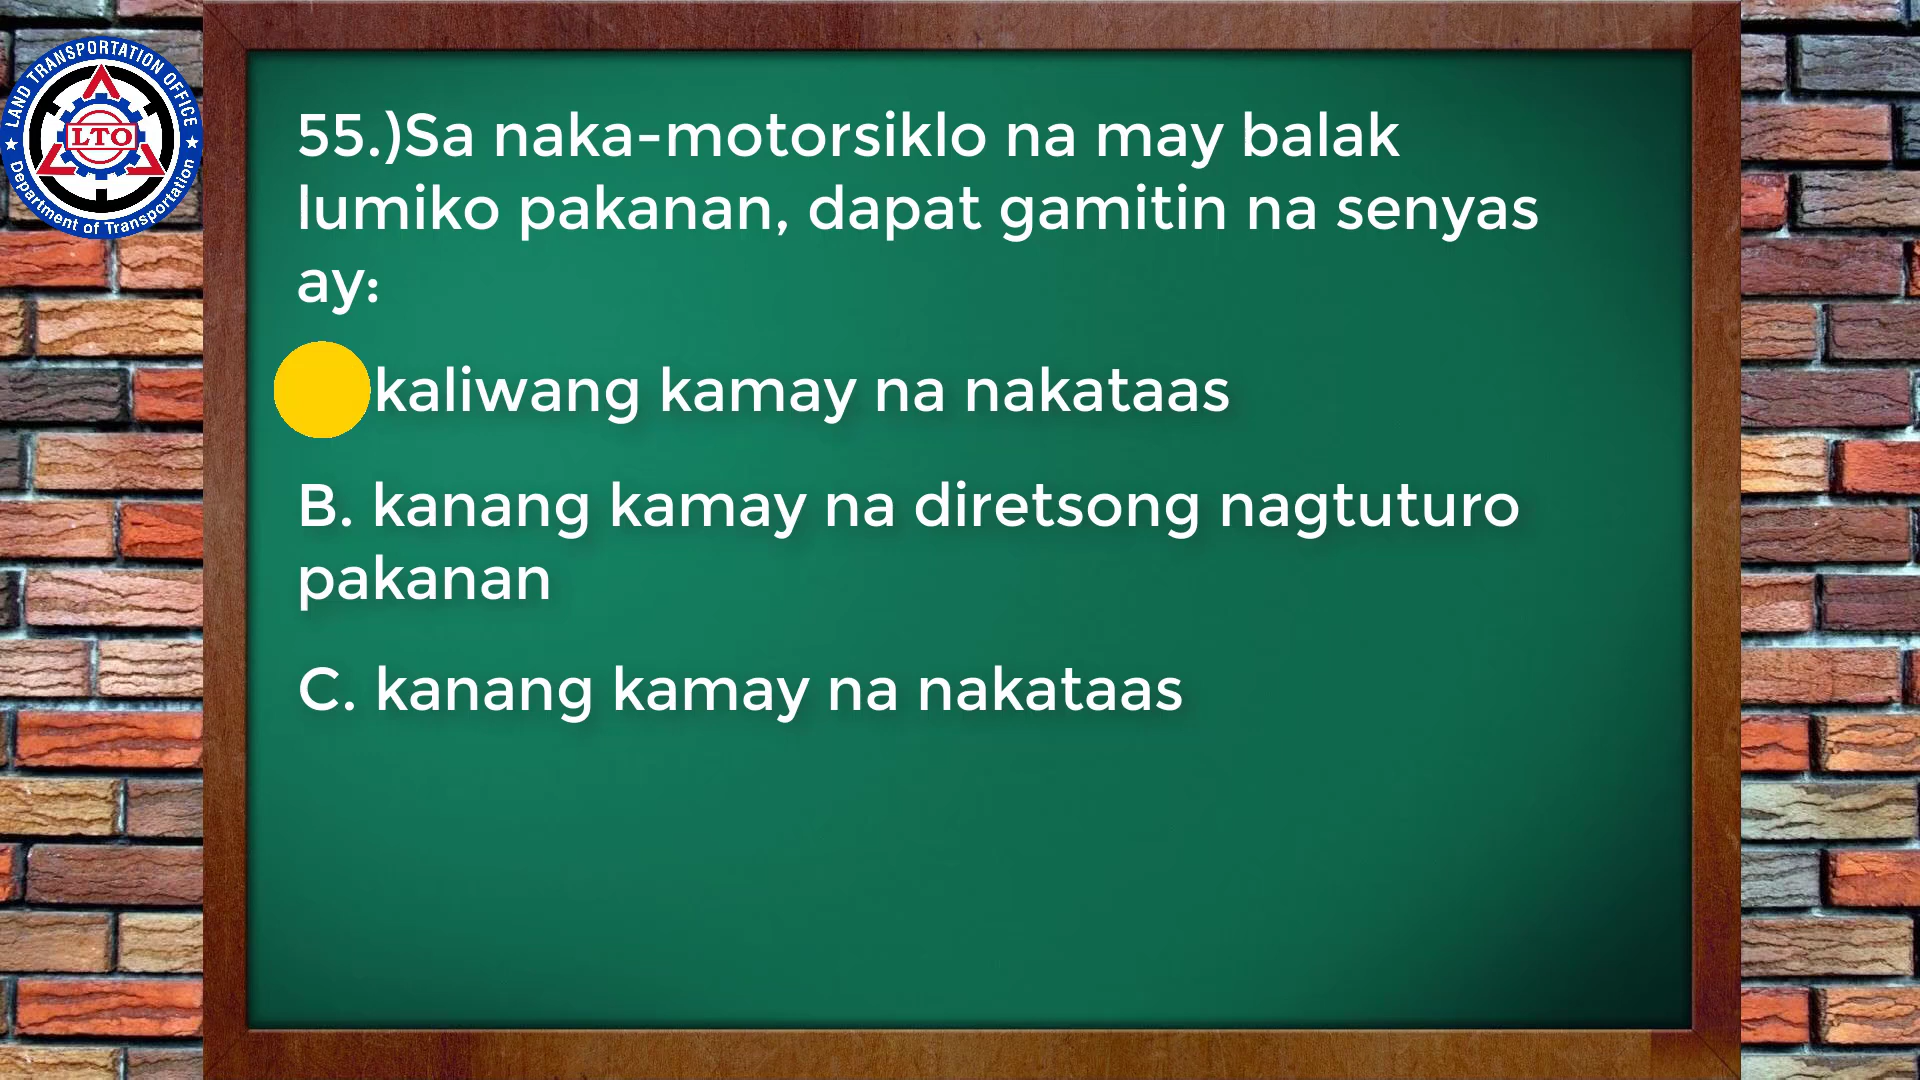 LAND TRANSPORTATION OFFICE
LTO
Department of Transportation
55.)Sa naka-motorsiklo na may balak
lumiko pakanan, dapat gamitin na senyas
ay:
kaliwang kamay na nakataas
B. kanang kamay na diretsong nagtuturo
pakanan
C. kanang kamay na nakataas